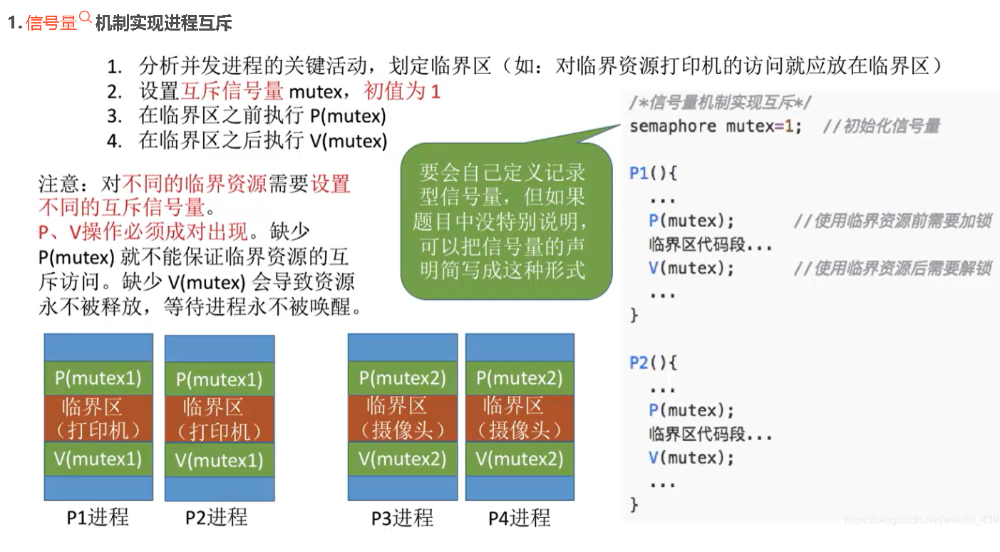 1.信号量 机制实现进程互斥
1. 分析并发进程的关键活动，划定临界区（如：对临界资源打印机的访问就应放在临界区）
2. 设置互斥信号量 mutex，初值为 1
3. 在临界区之前执行 P(mutex)
4. 在临界区之后执行 V(mutex)
注意：对不同的临界资源需要设置
不同的互斥信号量。
P、V操作必须成对出现。缺少
P(mutex) 就不能保证临界资源的互
斥访问。缺少 V(mutex) 会导致资源
永不被释放，等待进程永不被唤醒。
要会自己定义记录
型信号量，但如果
题目中没特别说明，
可以把信号量的声
明简写成这种形式
/*信号量机制实现互斥*/
semaphore mutex=1; //初始化信号量
P1(){
...
P(mutex); //使用临界资源前需要加锁
临界区代码段...
V(mutex); //使用临界资源后需要解锁
...
}
P2(){
...
P(mutex);
临界区代码段...
V(mutex);
...
}
P(mutex1)
临界区
（打印机）
V(mutex1)
P1进程
P(mutex1)
临界区
（打印机）
V(mutex1)
P2进程
P(mutex2)
临界区
（摄像头）
V(mutex2)
P3进程
P(mutex2)
临界区
（摄像头）
V(mutex2)
P4进程
https://blog.csdn.net/weixin_439